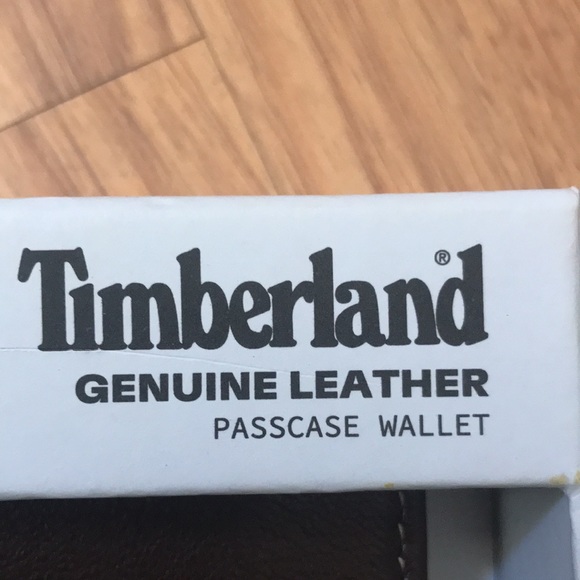 Timberland®
GENUINE LEATHER
PASSCASE WALLET